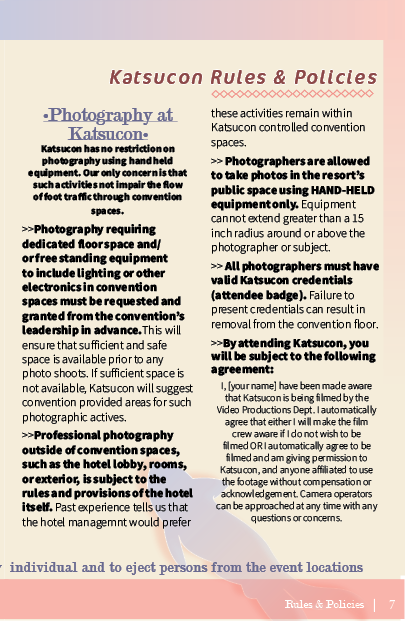 Katsucon Rules & Policies
•Photography at
Katsucon•
Katsucon has no restriction on
photography using hand held
equipment. Our only concern is that
such activities not impair the flow
of foot traffic through convention
spaces.
>>Photography requiring
dedicated floor space and/
or free standing equipment
to include lighting or other
electronics in convention
spaces must be requested and
granted from the convention's
leadership in advance. This will
ensure that sufficient and safe
space is available prior to any
photo shoots. If sufficient space is
not available, Katsucon will suggest
convention provided areas for such
photographic actives.
>>Professional photography
outside of convention spaces,
such as the hotel lobby, rooms,
or exterior, is subject to the
rules and provisions of the hotel
itself. Past experience tells us that
the hotel managemnt would prefer
these activities remain within
Katsucon controlled convention
spaces.
>> Photographers are allowed
to take photos in the resort's
public space using HAND-HELD
equipment only. Equipment
cannot extend greater than a 15
inch radius around or above the
photographer or subject.
>> All photographers must have
valid Katsucon credentials
(attendee badge). Failure to
present credentials can result in
removal from the convention floor.
>>By attending Katsucon, you
will be subject to the following
agreement:
I, [your name] have been made aware
that Katsucon is being filmed by the
Video Productions Dept. I automatically
agree that either I will make the film
crew aware if I do not wish to be
filmed OR I automatically agree to be
filmed and am giving permission to
Katsucon, and anyone affiliated to use
the footage without compensation or
acknowledgement. Camera operators
can be approached at any time with any
questions or concerns.
individual and to eject persons from the event locations
Rules & Policies | 7